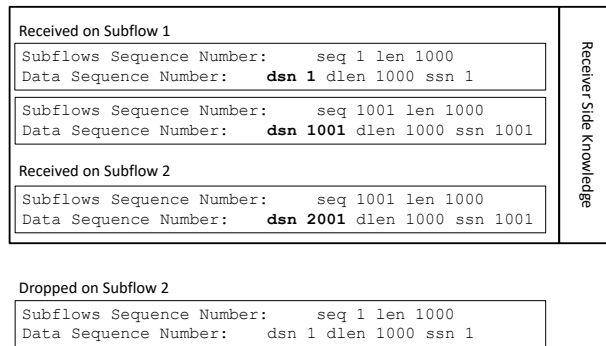 Received on Subflow 1
Subflows Sequence Number: seq 1 len 1000
Data Sequence Number: dsn 1 dlen 1000 ssn 1
Subflows Sequence Number: seq 1001 len 1000
Data Sequence Number: dsn 1001 dlen 1000 ssn 1001
Received on Subflow 2
Subflows Sequence Number: seq 1001 len 1000
Data Sequence Number: dsn 2001 dlen 1000 ssn 1001
Receiver Side Knowledge
Dropped on Subflow 2
Subflows Sequence Number: seq 1 len 1000
Data Sequence Number: dsn 1 dlen 1000 ssn 1